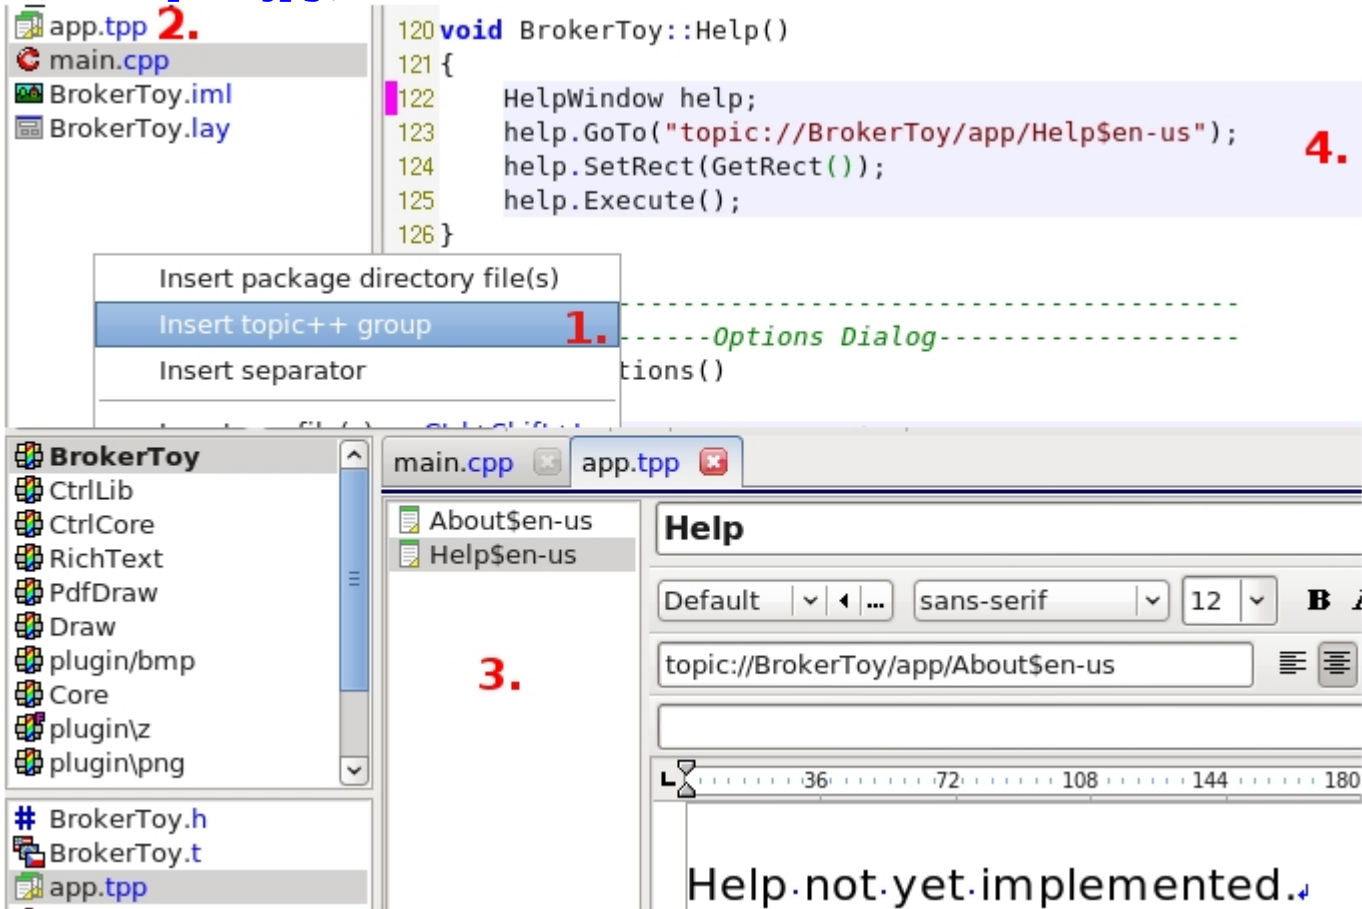 app.tpp 2.
main.cpp
BrokerToy.iml
BrokerToy.lay
120 void BrokerToy::Help()
121 {
122 HelpWindow help;
123 help.GoTo("topic://BrokerToy/app/Help$en-us");
124 help.SetRect(GetRect());
125 help.Execute();
126 }
4.
Insert package directory file(s)
Insert topic++ group 1.
Insert separator
------Options Dialog-------------------
tions()
BrokerToy
CtrlLib
CtrlCore
RichText
PdfDraw
Draw
plugin/bmp
Core
plugin\z
plugin\png
BrokerToy.h
BrokerToy.t
app.tpp
main.cpp app.tpp
About$en-us
Help$en-us
3.
Help
Default ... sans-serif 12 B
topic://BrokerToy/app/About$en-us
36 72 108 144 180
Help not yet implemented.